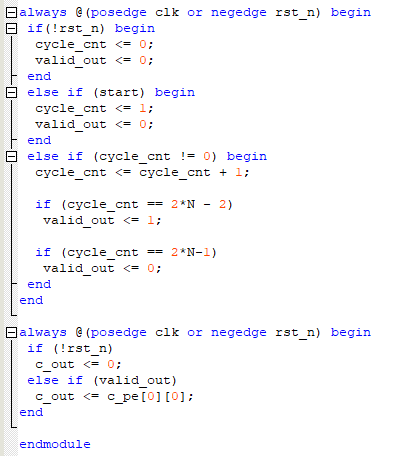 always @(posedge clk or negedge rst_n) begin
if(!rst_n) begin
cycle_cnt <= 0;
valid_out <= 0;
end
else if (start) begin
cycle_cnt <= 1;
valid_out <= 0;
end
else if (cycle_cnt != 0) begin
cycle_cnt <= cycle_cnt + 1;
if (cycle_cnt == 2*N - 2)
valid_out <= 1;
if (cycle_cnt == 2*N-1)
valid_out <= 0;
end
end
always @(posedge clk or negedge rst_n) begin
if (!rst_n)
c_out <= 0;
else if (valid_out)
c_out <= c_pe[0][0];
end
endmodule